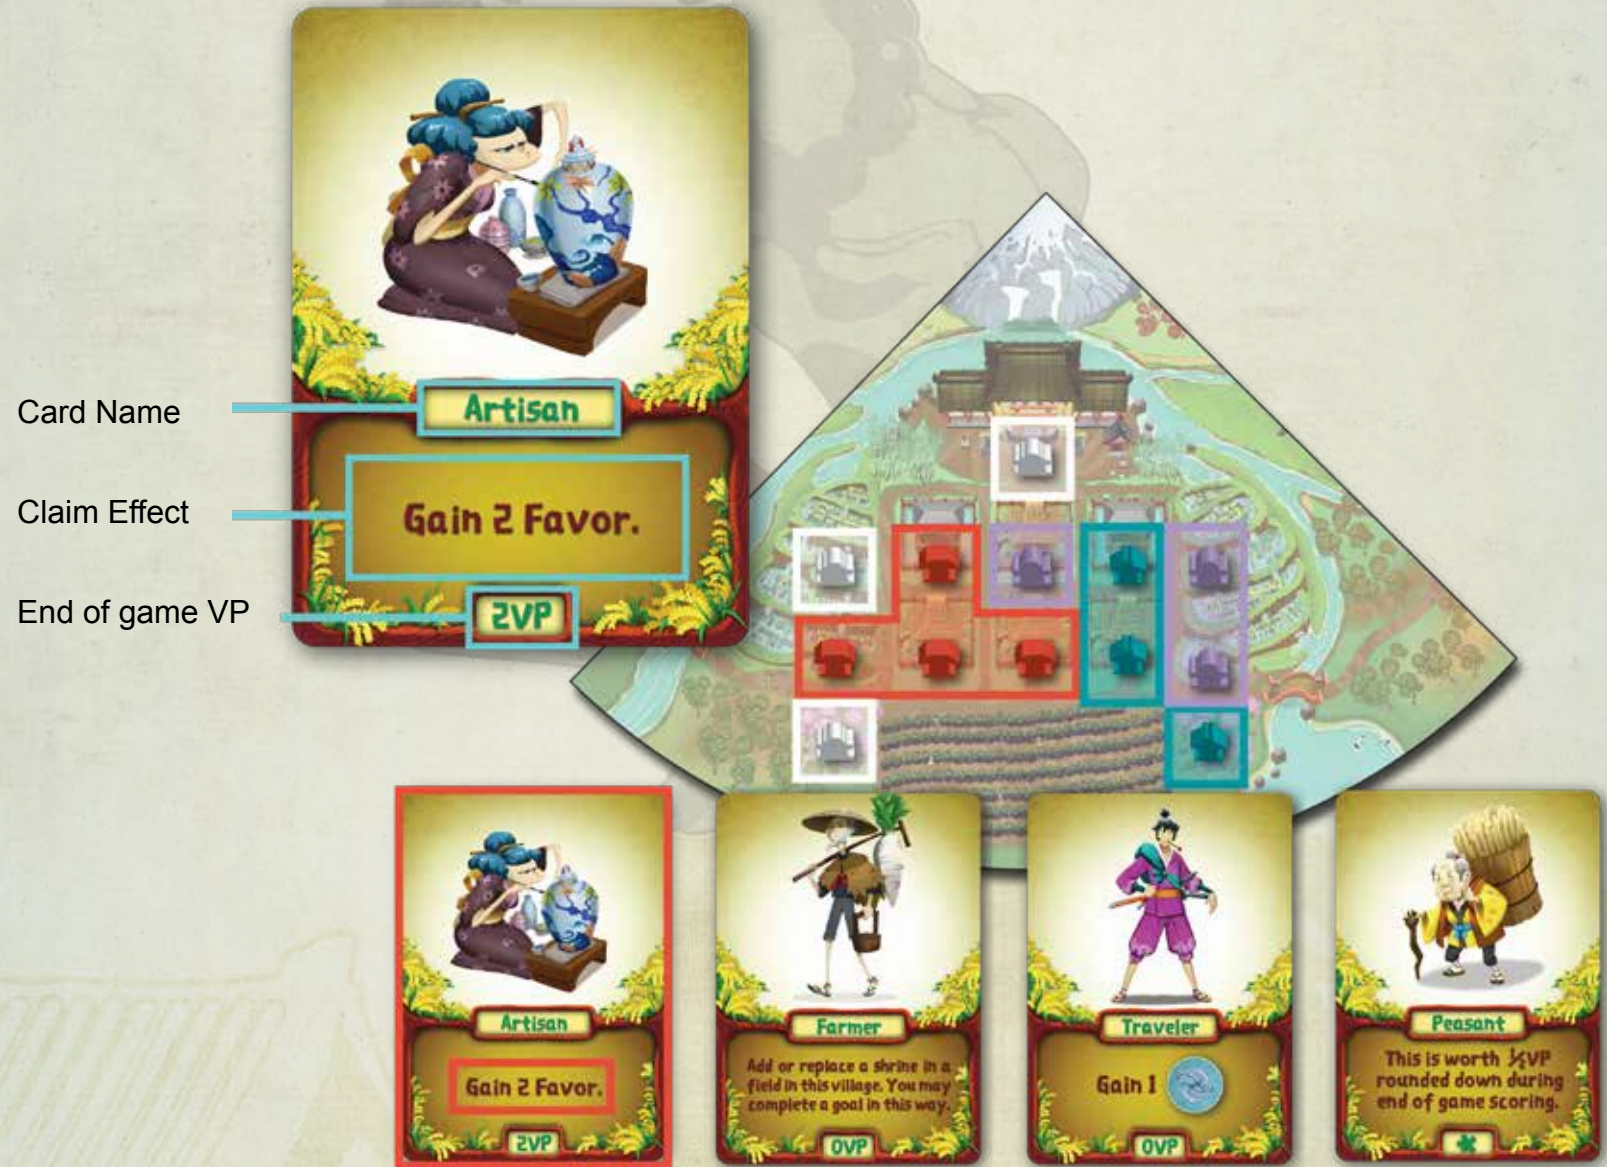 Artisan
Card Name
Gain 2 Favor.
Claim Effect
2VP
End of game VP
Artisan
Gain 2 Favor.
2VP
Farmer
Add or replace a shrine in a
field in this village. You may
complete a goal in this way.
0VP
Traveler
Gain 1
0VP
Peasant
This is worth ½VP
rounded down during
end of game scoring.
*